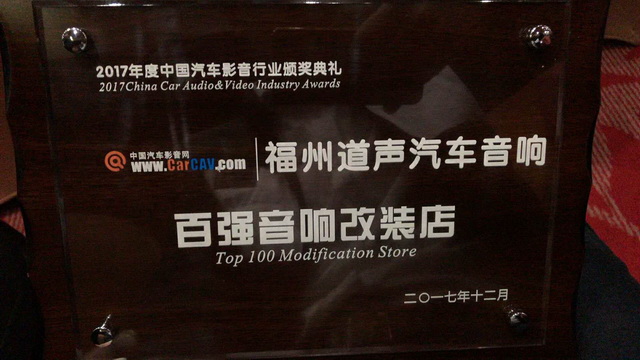 2017年度中国汽车影音行业颁奖典礼
2017China Car Audio&Video Industry Awards
中国汽车影音网
www.CarCAV.com
福州道声汽车音响
百强音响改装店
Top 100 Modification Store
二〇一七年十二月